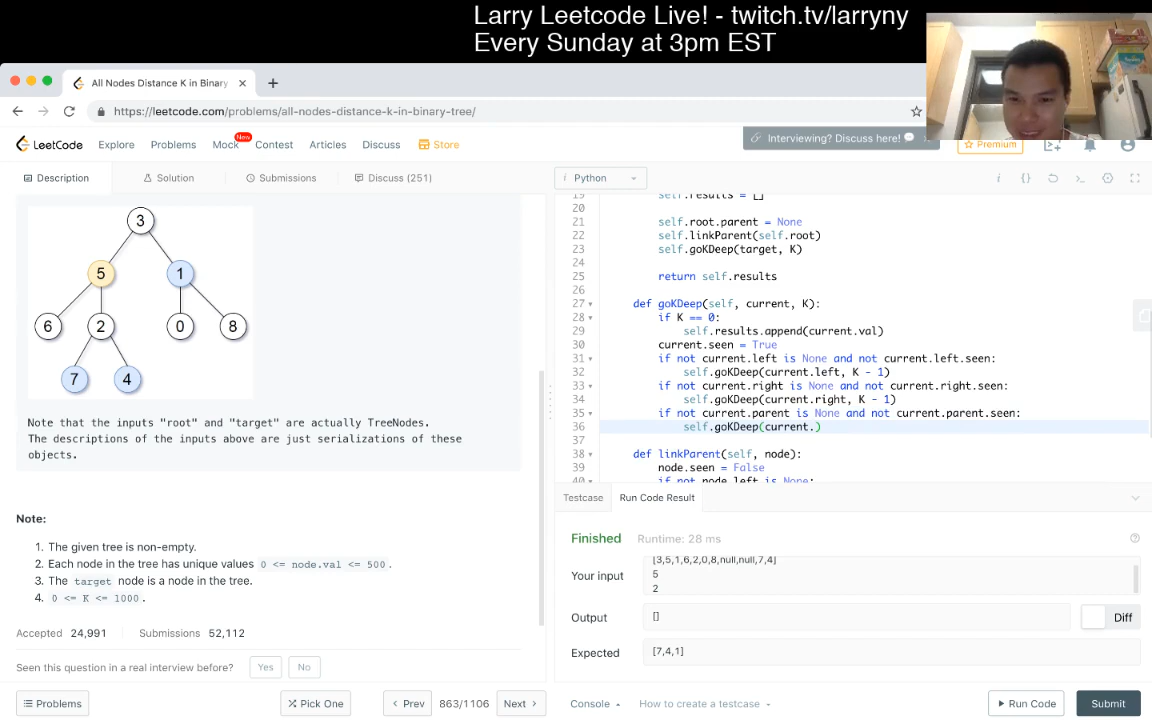 Larry Leetcode Live! - twitch.tv/larryny
Every Sunday at 3pm EST
All Nodes Distance K in Binary
https://leetcode.com/problems/all-nodes-distance-k-in-binary-tree/
LeetCode
Explore
Problems
Mock
New
Contest
Articles
Discuss
Store
Interviewing? Discuss here!
Premium
Description
Solution
Submissions
Discuss (251)
i Python
3
5
1
6
2
0
8
7
4
Note that the inputs "root" and "target" are actually TreeNodes.
The descriptions of the inputs above are just serializations of these
objects.
Note:
1. The given tree is non-empty.
2. Each node in the tree has unique values 0 <= node.val <= 500 .
3. The target node is a node in the tree.
4. 0 <= K <= 1000 .
Accepted 24,991 Submissions 52,112
Seen this question in a real interview before? Yes No
Problems
Pick One
< Prev
863/1106
Next >
19 self.results = []
20
21 self.root.parent = None
22 self.linkParent(self.root)
23 self.goKDeep(target, K)
24
25 return self.results
26
27 def goKDeep(self, current, K):
28 if K == 0:
29 self.results.append(current.val)
30 current.seen = True
31 if not current.left is None and not current.left.seen:
32 self.goKDeep(current.left, K - 1)
33 if not current.right is None and not current.right.seen:
34 self.goKDeep(current.right, K - 1)
35 if not current.parent is None and not current.parent.seen:
36 self.goKDeep(current.)
37
38 def linkParent(self, node):
39 node.seen = False
40 if not node.left is None:
Testcase
Run Code Result
Finished
Runtime: 28 ms
Your input
[3,5,1,6,2,0,8,null,null,7,4]
5
2
Output
[]
Diff
Expected
[7,4,1]
Console
How to create a testcase
Run Code
Submit